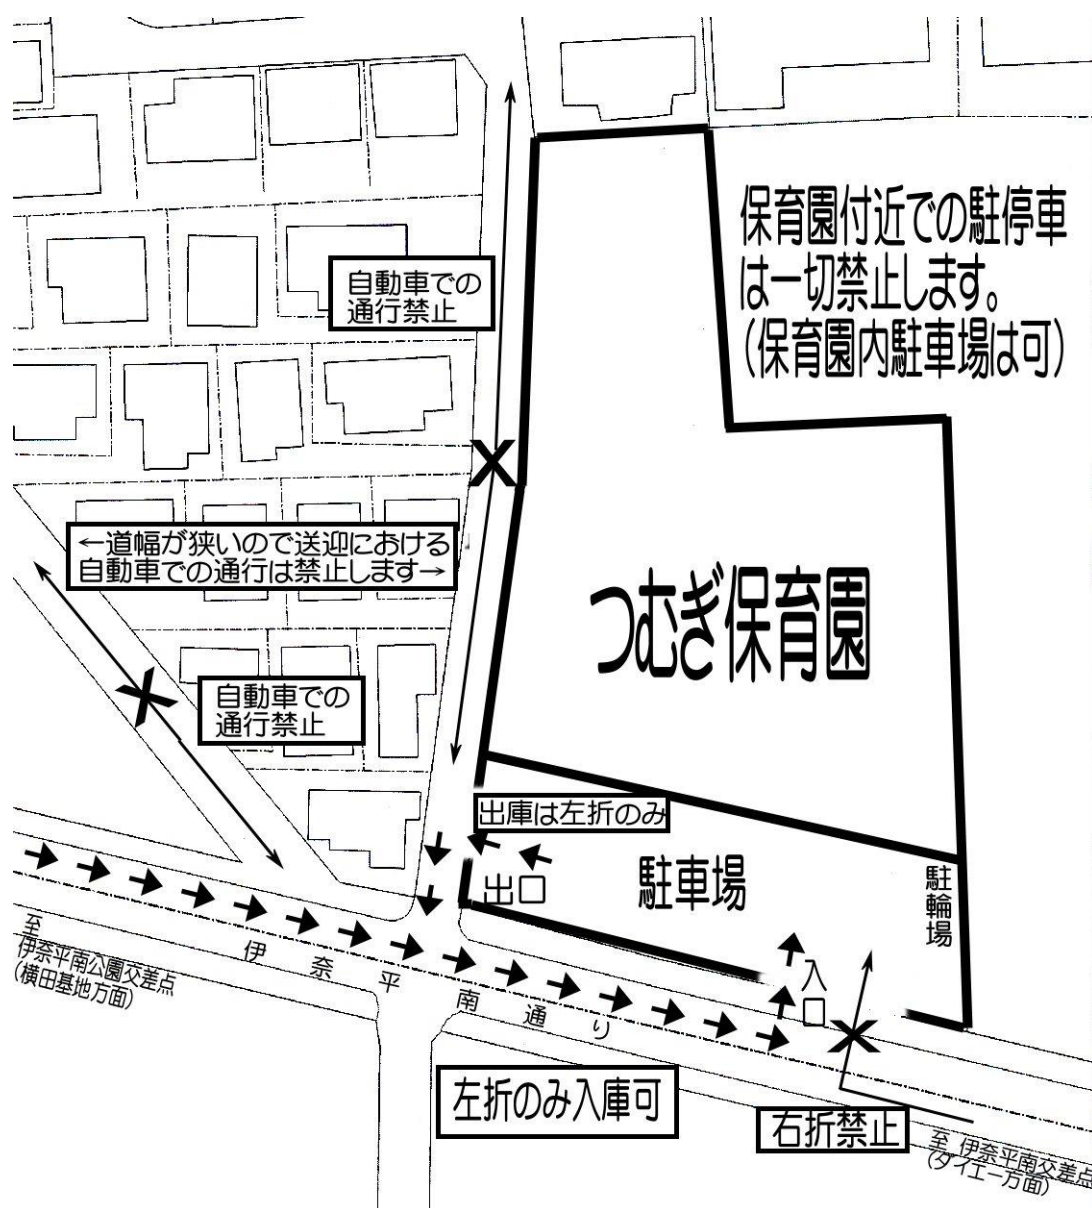 保育園付近での駐停車
は一切禁止します。
(保育園内駐車場は可)
自動車での
通行禁止
←道幅が狭いので送迎における
自動車での通行は禁止します→
つむぎ保育園
自動車での
通行禁止
出庫は左折のみ
出口
駐車場
駐輪場
入口
至
伊奈平南公園交差点
(横田基地方面)
伊奈平南通り
左折のみ入庫可
右折禁止
至 伊奈平南交差点
(ダイエー方面)